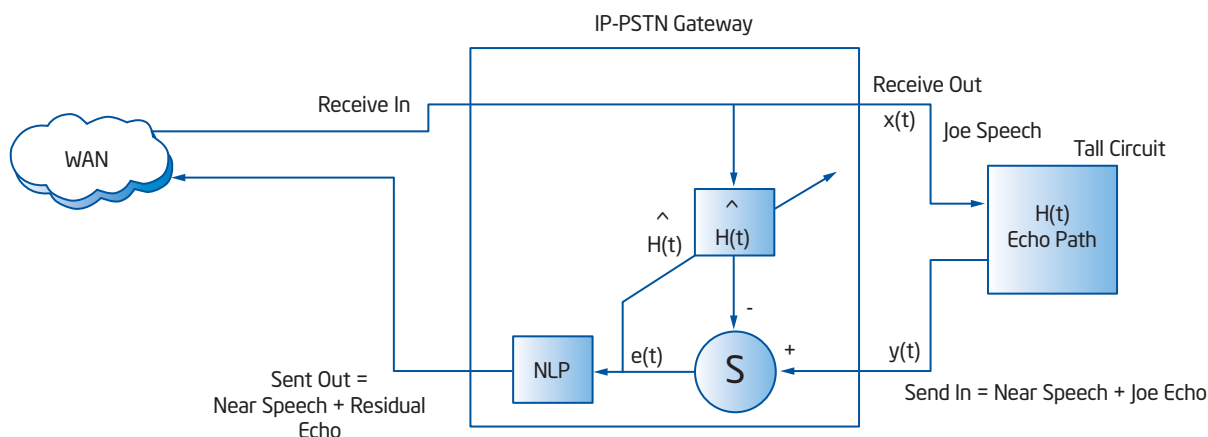 IP-PSTN Gateway
Receive In
Receive Out
x(t)
Joe Speech
Tall Circuit
WAN
H(t)
Echo Path
^
H(t)
^
H(t)
-
+
y(t)
e(t)
S
NLP
Sent Out =
Near Speech + Residual
Echo
Send In = Near Speech + Joe Echo